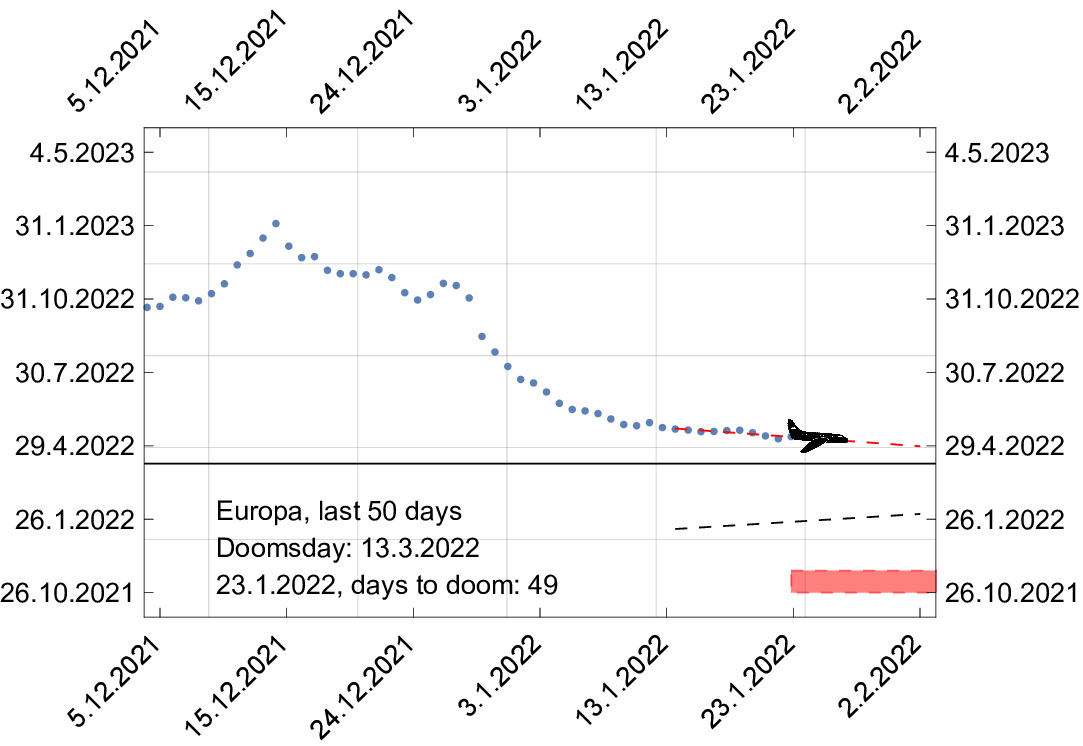 5.12.2021 15.12.2021 24.12.2021 3.1.2022 13.1.2022 23.1.2022 2.2.2022
4.5.2023 4.5.2023
31.1.2023 31.1.2023
31.10.2022 31.10.2022
30.7.2022 30.7.2022
29.4.2022 29.4.2022
26.1.2022 26.1.2022
26.10.2021 26.10.2021
Europa, last 50 days
Doomsday: 13.3.2022
23.1.2022, days to doom: 49
5.12.2021 15.12.2021 24.12.2021 3.1.2022 13.1.2022 23.1.2022 2.2.2022